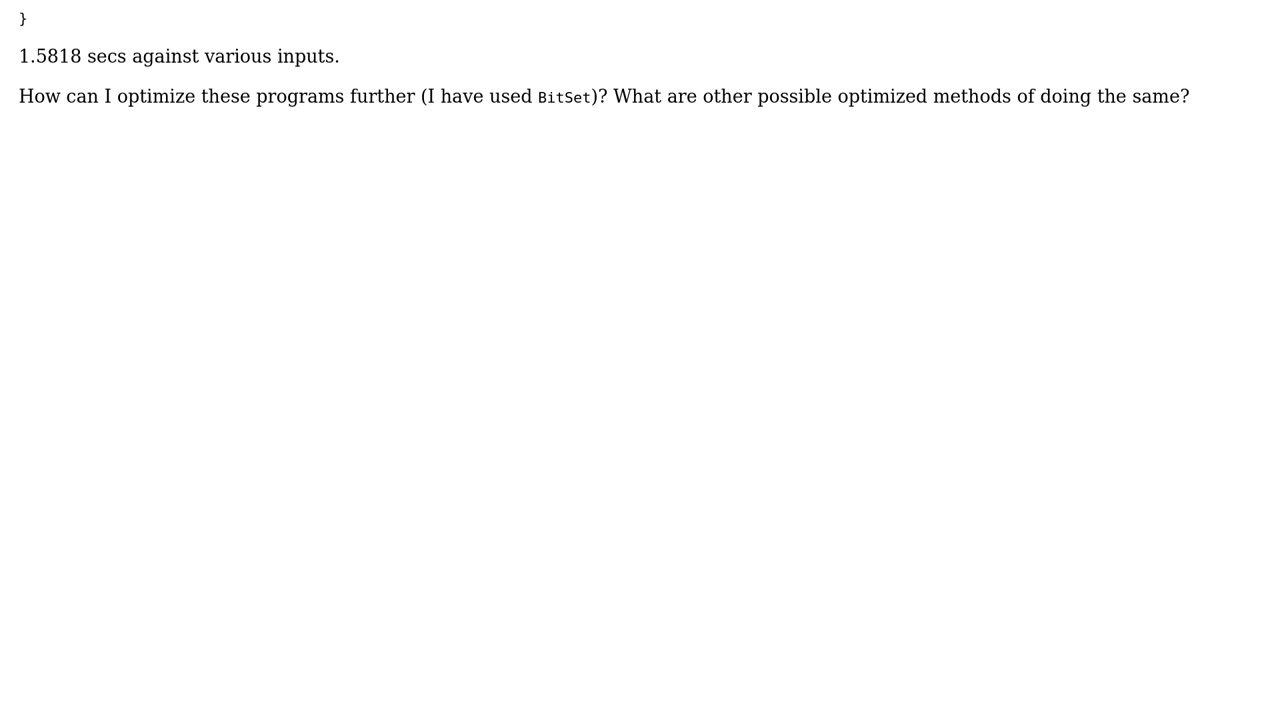 }
1.5818 secs against various inputs.
How can I optimize these programs further (I have used BitSet)? What are other possible optimized methods of doing the same?